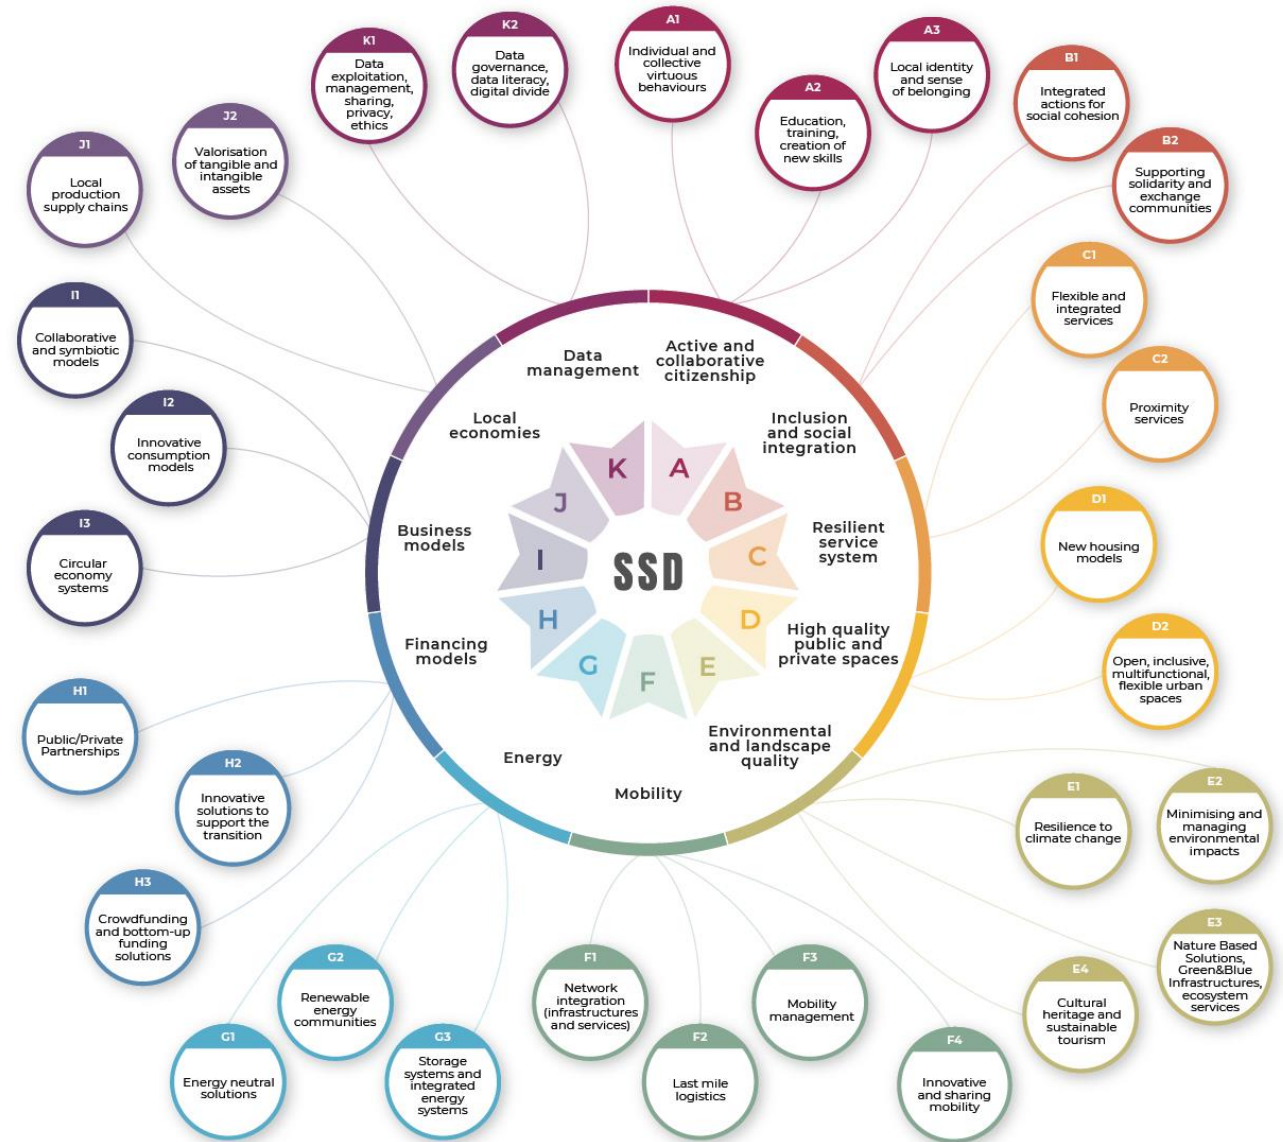 K1
Data
exploitation,
management,
sharing,
privacy,
ethics
K2
Data
governance,
data literacy,
digital divide
A1
Individual and
collective
virtuous
behaviours
A2
Education,
training,
creation of
new skills
A3
Local identity
and sense
of belonging
B1
Integrated
actions for
social cohesion
B2
Supporting
solidarity and
exchange
communities
C1
Flexible and
integrated
services
C2
Proximity
services
D1
New housing
models
D2
Open, inclusive,
multifunctional,
flexible urban
spaces
E1
Resilience to
climate change
E2
Minimising and
managing
environmental
impacts
E3
Nature Based
Solutions,
Green&Blue
Infrastructures,
ecosystem
services
E4
Cultural
heritage and
sustainable
tourism
F1
Network
integration
(infrastructures
and services)
F2
Last mile
logistics
F3
Mobility
management
F4
Innovative
and sharing
mobility
G1
Energy neutral
solutions
G2
Renewable
energy
communities
G3
Storage
systems and
integrated
energy
systems
H1
Public/Private
Partnerships
H2
Innovative
solutions to
support the
transition
H3
Crowdfunding
and bottom-up
funding
solutions
I1
Collaborative
and symbiotic
models
I2
Innovative
consumption
models
I3
Circular
economy
systems
J1
Local
production
supply chains
J2
Valorisation
of tangible and
intangible
assets
Data
management
Active and
collaborative
citizenship
Inclusion
and social
integration
Resilient
service
system
High quality
public and
private spaces
Environmental
and landscape
quality
Mobility
Energy
Financing
models
Business
models
Local
economies
A
B
C
D
E
F
G
H
I
J
K
SSD